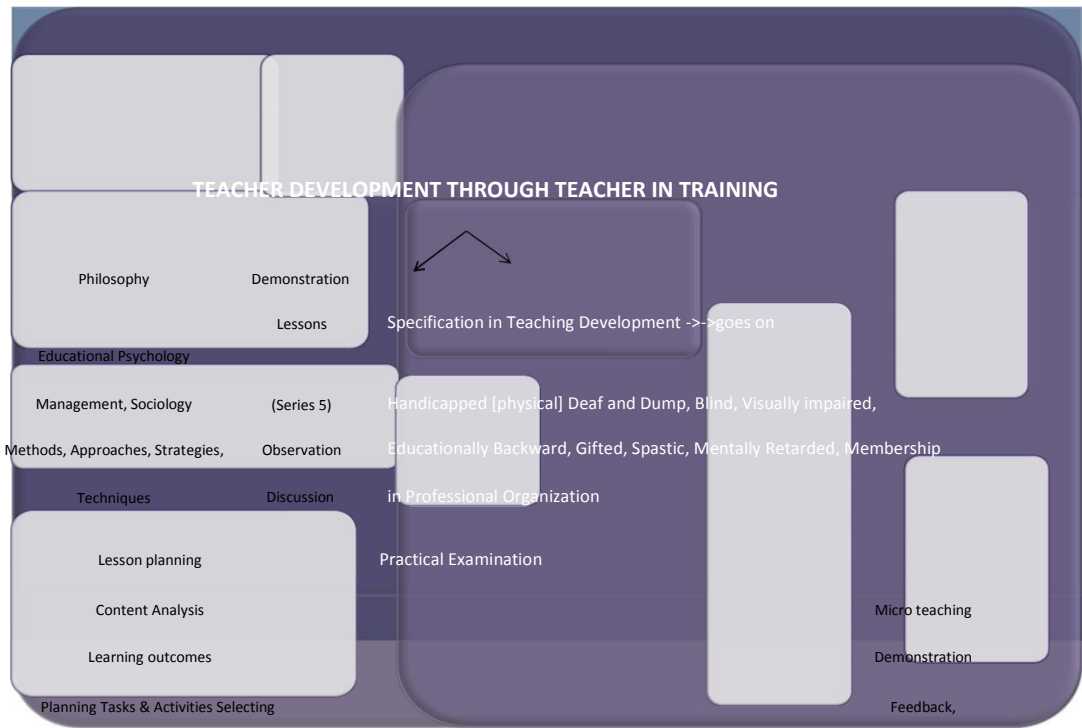 TEACHER DEVELOPMENT THROUGH TEACHER IN TRAINING
Philosophy
Demonstration
Lessons
Specification in Teaching Development ->->goes on
Educational Psychology
Management, Sociology
(Series 5)
Handicapped [physical] Deaf and Dump, Blind, Visually impaired,
Methods, Approaches, Strategies,
Observation
Educationally Backward, Gifted, Spastic, Mentally Retarded, Membership
Techniques
Discussion
in Professional Organization
Lesson planning
Practical Examination
Content Analysis
Micro teaching
Learning outcomes
Demonstration
Planning Tasks & Activities Selecting
Feedback,